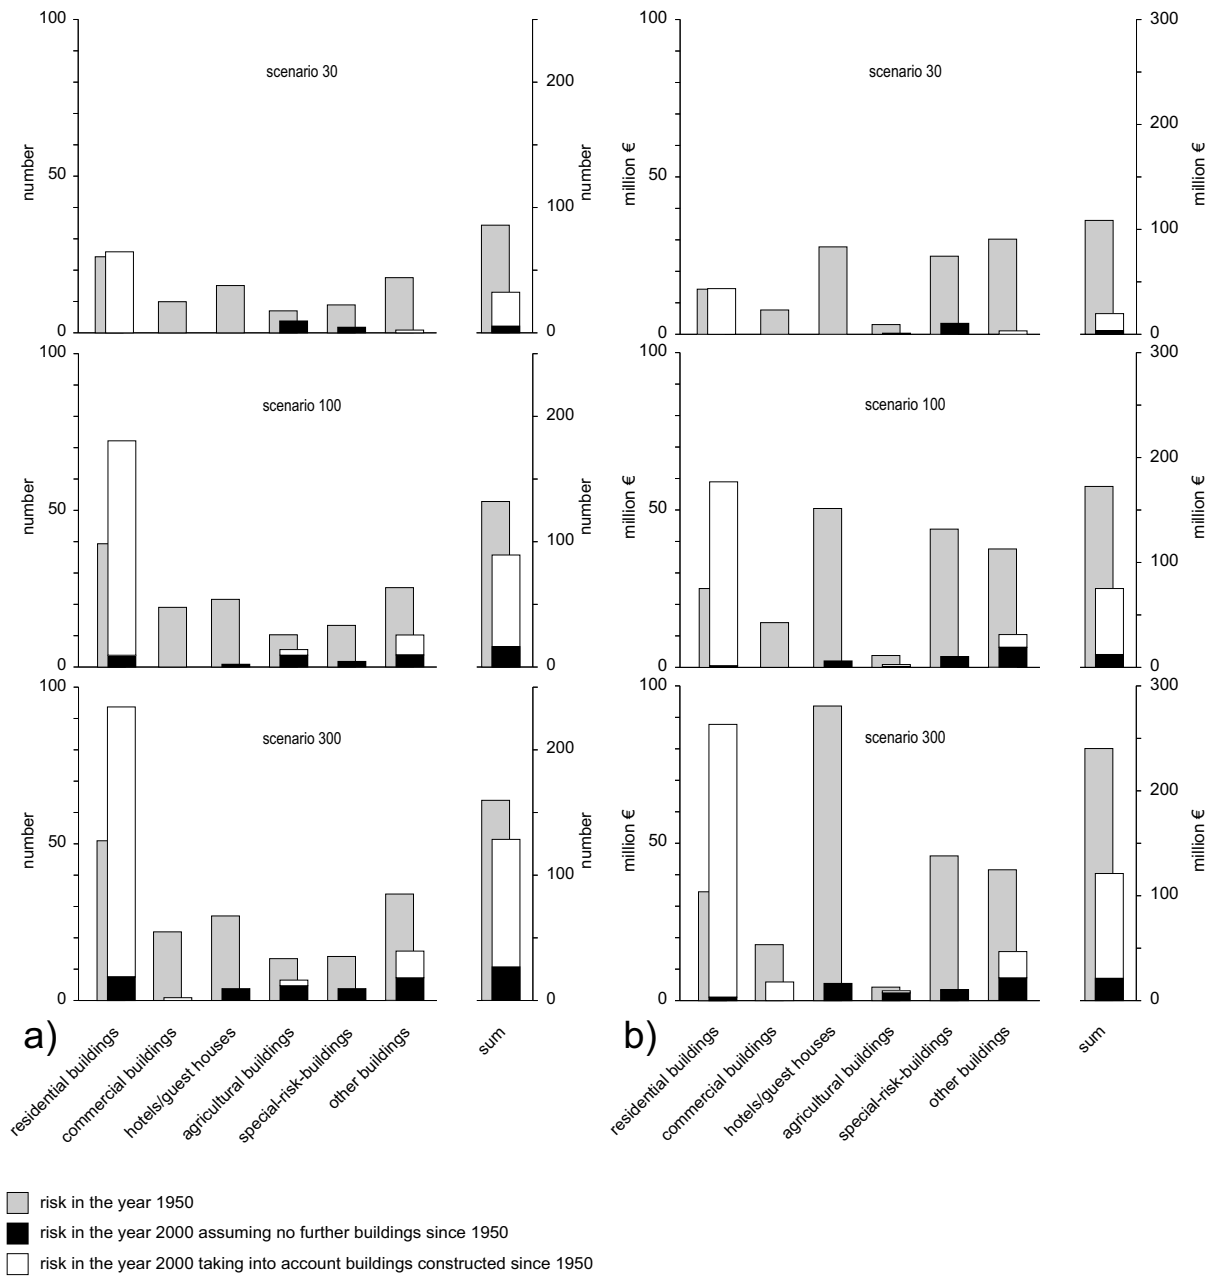 100
50
0
number
scenario 30
200
100
0
number
100
50
0
million €
scenario 30
300
200
100
0
million €
100
50
0
number
scenario 100
200
100
0
number
100
50
0
million €
scenario 100
300
200
100
0
million €
100
50
0
number
scenario 300
200
100
0
number
100
50
0
million €
scenario 300
300
200
100
0
million €
a)
residential buildings
commercial buildings
hotels/guest houses
agricultural buildings
special-risk-buildings
other buildings
sum
b)
residential buildings
commercial buildings
hotels/guest houses
agricultural buildings
special-risk-buildings
other buildings
sum
risk in the year 1950
risk in the year 2000 assuming no further buildings since 1950
risk in the year 2000 taking into account buildings constructed since 1950